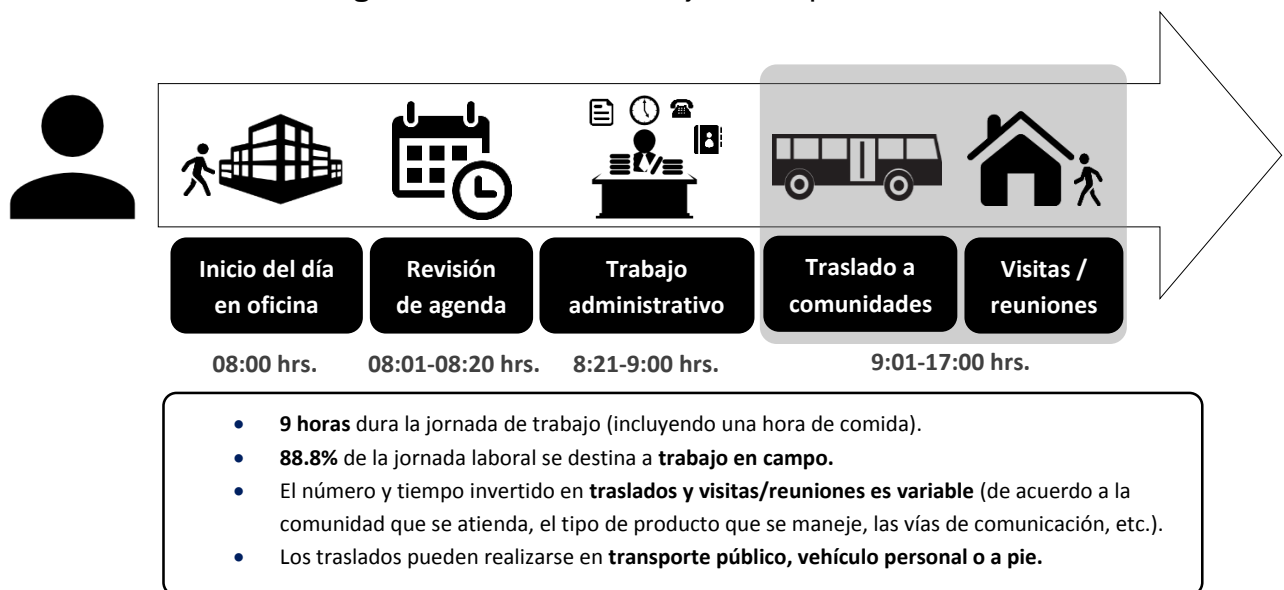 Inicio del día
en oficina
Revisión
de agenda
Trabajo
administrativo
Traslado a
comunidades
Visitas /
reuniones
08:00 hrs.
08:01-08:20 hrs.
8:21-9:00 hrs.
9:01-17:00 hrs.
• 9 horas dura la jornada de trabajo (incluyendo una hora de comida).
• 88.8% de la jornada laboral se destina a trabajo en campo.
• El número y tiempo invertido en traslados y visitas/reuniones es variable (de acuerdo a la
comunidad que se atienda, el tipo de producto que se maneje, las vías de comunicación, etc.).
• Los traslados pueden realizarse en transporte público, vehículo personal o a pie.